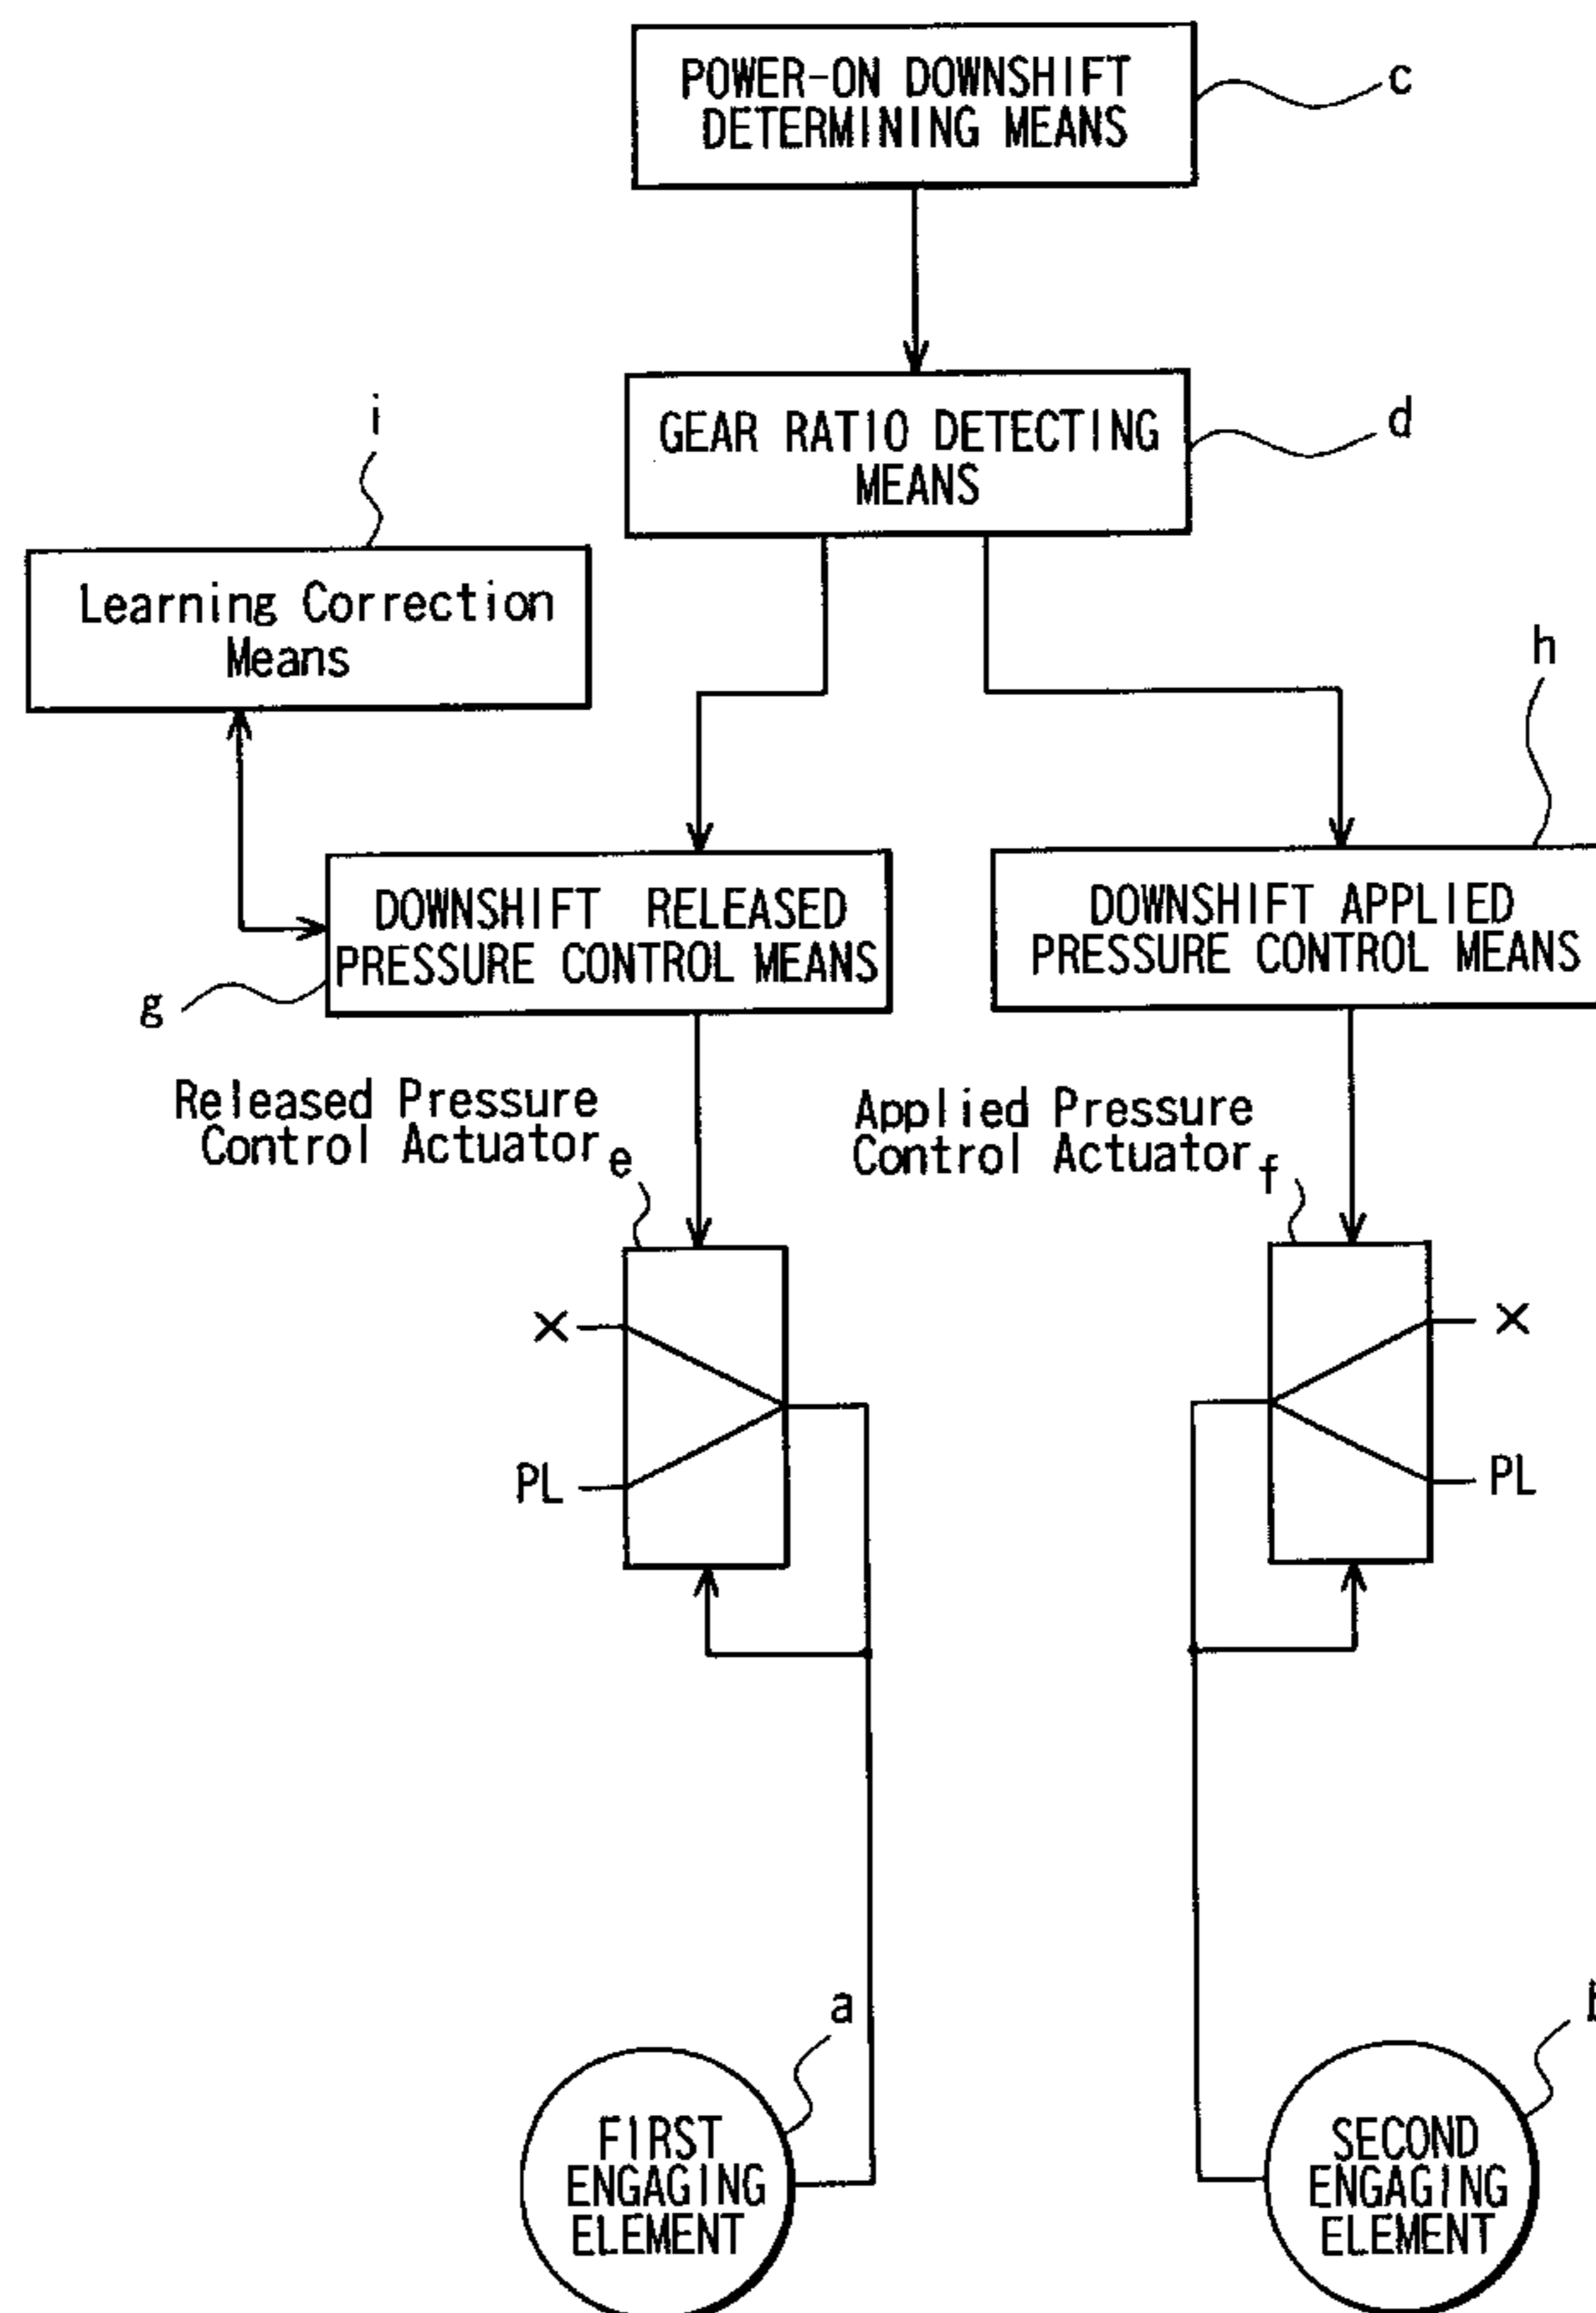 POWER-ON DOWNSHIFT
DETERMINING MEANS
c
GEAR RATIO DETECTING
MEANS
d
i
Learning Correction
Means
h
DOWNSHIFT RELEASED
PRESSURE CONTROL MEANS
g
DOWNSHIFT APPLIED
PRESSURE CONTROL MEANS
Released Pressure
Control Actuator
e
Applied Pressure
Control Actuator
f
X
PL
X
PL
a
FIRST
ENGAGING
ELEMENT
SECOND
ENGAGING
ELEMENT